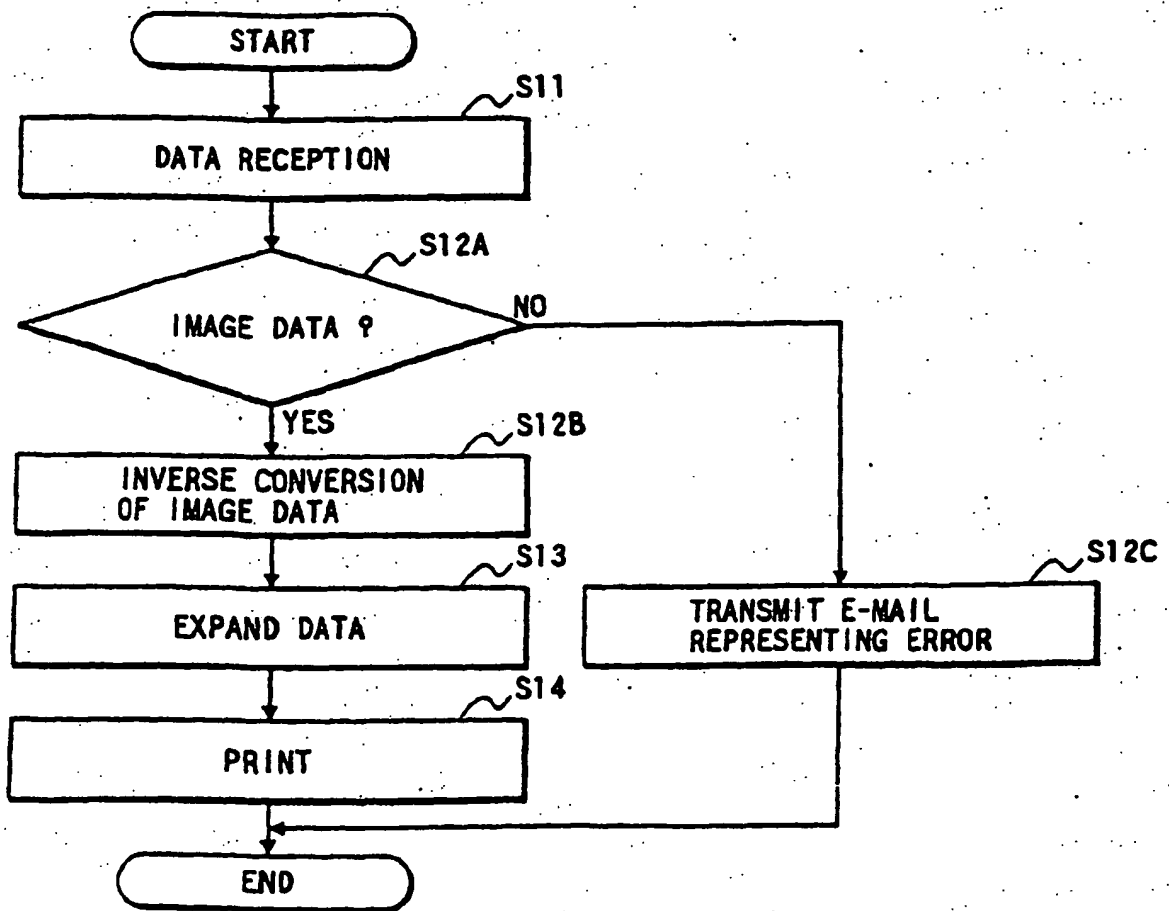 START
S11
DATA RECEPTION
S12A
IMAGE DATA ?
NO
YES
S12B
INVERSE CONVERSION
OF IMAGE DATA
S13
EXPAND DATA
S12C
TRANSMIT E-MAIL
REPRESENTING ERROR
S14
PRINT
END